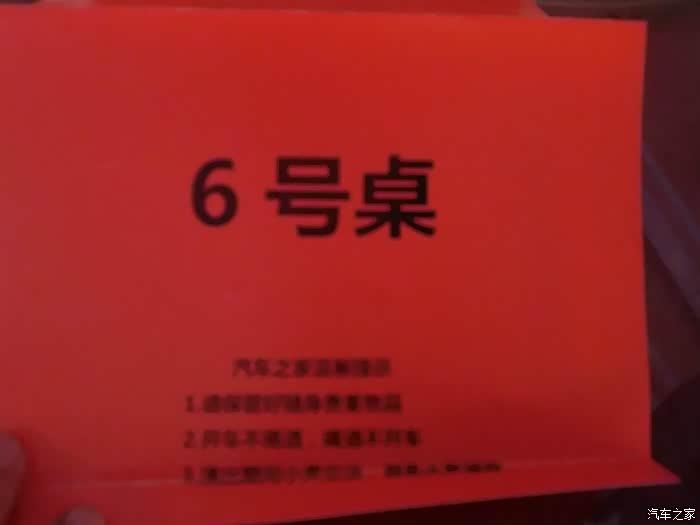 6 号桌
汽车之家温馨提示
1.请保管好随身贵重物品
2.开车不喝酒 喝酒不开车
汽车之家